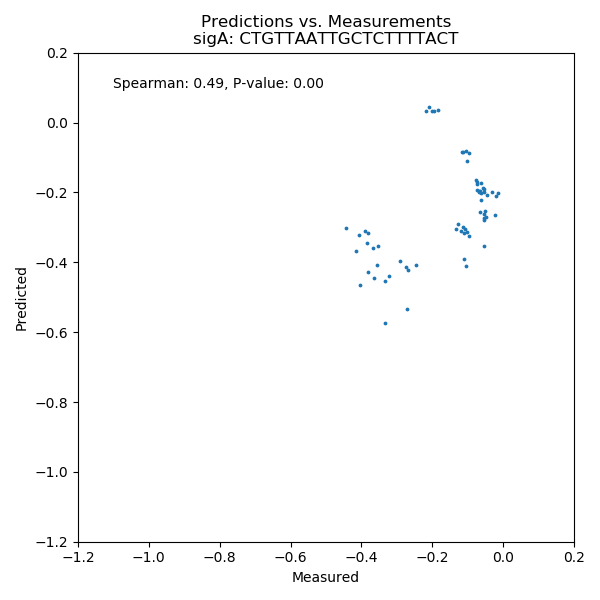 Predictions vs. Measurements
sigA: CTGTTAATTGCTCTTTTACT
Spearman: 0.49, P-value: 0.00
0.2
0.0
−0.2
−0.4
−0.6
−0.8
−1.0
−1.2
Predicted
−1.2 −1.0 −0.8 −0.6 −0.4 −0.2 0.0 0.2
Measured